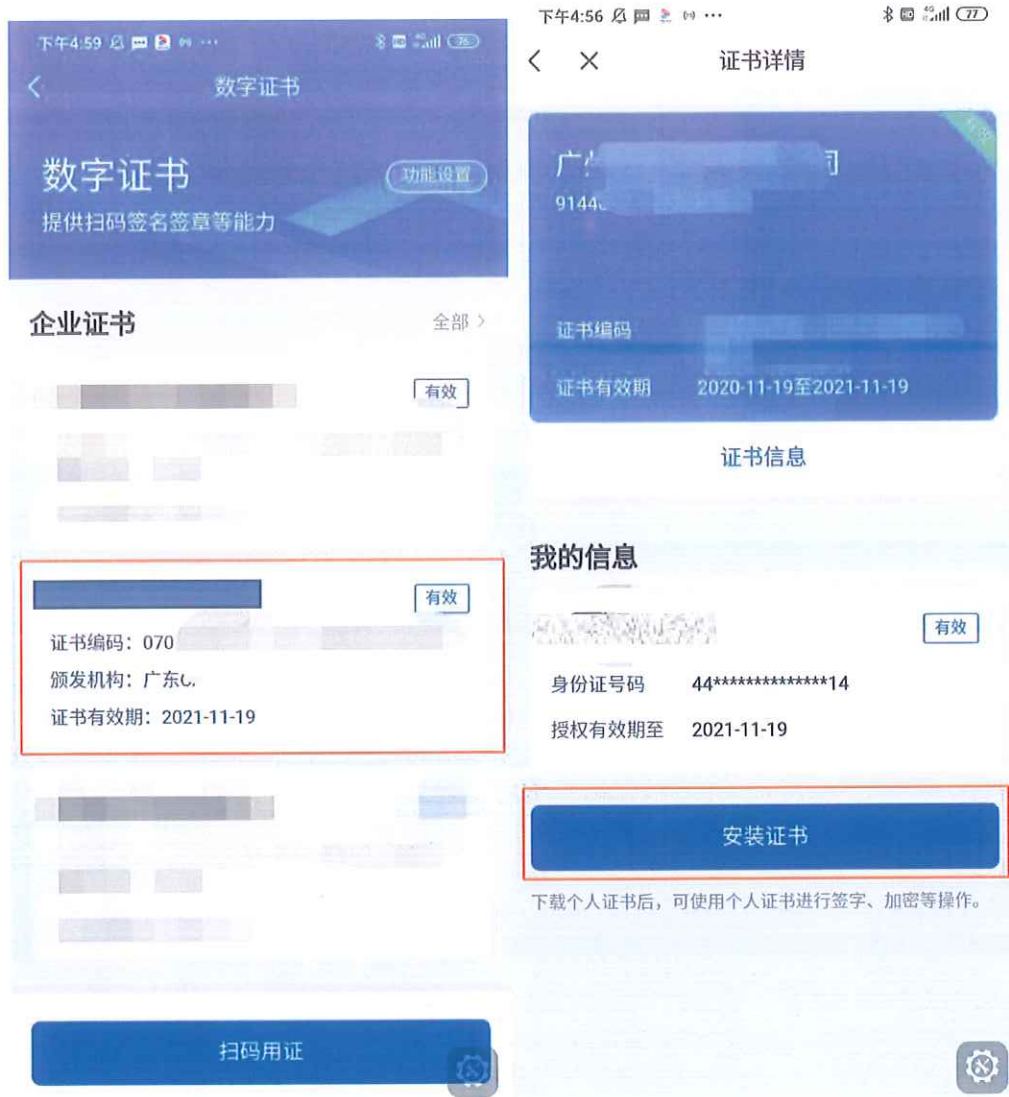 下午4:59
76
数字证书
数字证书
功能设置
提供扫码签名签章等能力
企业证书
全部 >
有效
有效
证书编码：070
颁发机构：广东
证书有效期：2021-11-19
扫码用证
下午4:56
4G
77
证书详情
广
司
9144
证书编码
证书有效期 2020-11-19至2021-11-19
证书信息
我的信息
有效
身份证号码 44**************14
授权有效期至 2021-11-19
安装证书
下载个人证书后，可使用个人证书进行签字、加密等操作。